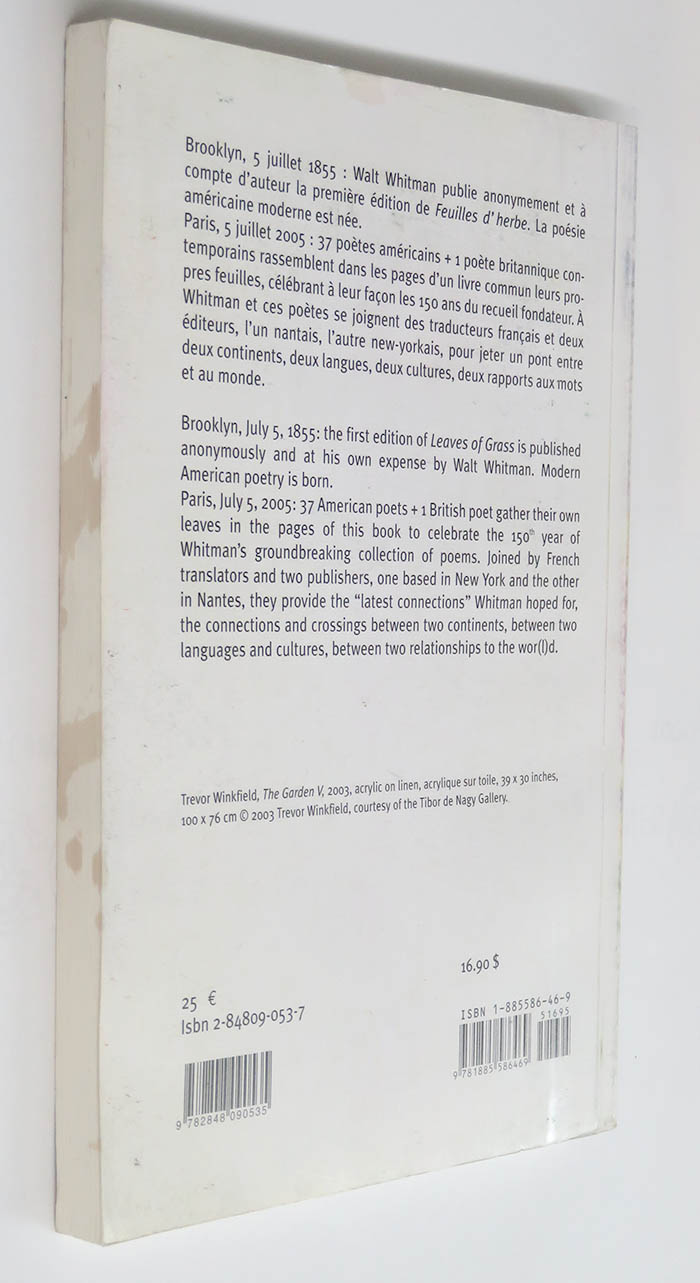 Brooklyn, 5 juillet 1855 : Walt Whitman publie anonymement et à
compte d'auteur la première édition de Feuilles d'herbe. La poésie
américaine moderne est née.
Paris, 5 juillet 2005 : 37 poètes américains + 1 poète britannique con-
temporains rassemblent dans les pages d'un livre commun leurs pro-
pres feuilles, célébrant à leur façon les 150 ans du recueil fondateur. À
Whitman et ces poètes se joignent des traducteurs français et deux
éditeurs, l'un nantais, l'autre new-yorkais, pour jeter un pont entre
deux continents, deux langues, deux cultures, deux rapports aux mots
et au monde.
Brooklyn, July 5, 1855: the first edition of Leaves of Grass is published
anonymously and at his own expense by Walt Whitman. Modern
American poetry is born.
Paris, July 5, 2005: 37 American poets + 1 British poet gather their own
leaves in the pages of this book to celebrate the 150th year of
Whitman's groundbreaking collection of poems. Joined by French
translators and two publishers, one based in New York and the other
in Nantes, they provide the “latest connections” Whitman hoped for,
the connections and crossings between two continents, between two
languages and cultures, between two relationships to the wor(l)d.
Trevor Winkfield, The Garden V, 2003, acrylic on linen, acrylique sur toile, 39 x 30 inches,
100 x 76 cm © 2003 Trevor Winkfield, courtesy of the Tibor de Nagy Gallery.
25 €
Isbn 2-84809-053-7
9 782848 090535
16.90 $
ISBN 1-885586-46-9
51695
9 781885 586469